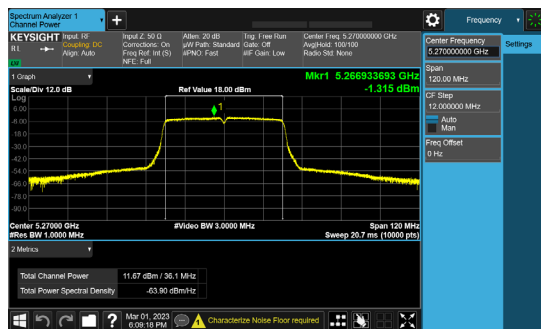 Spectrum Analyzer 1
Channel Power
Frequency
KEYSIGHT
Input: RF
Input Z: 50 Ω
Atten: 20 dB
Trig: Free Run
Center Freq: 5.270000000 GHz
RL
Coupling: DC
Corrections: On
µW Path: Standard
Gate: Off
Avg|Hold: 100/100
Align: Auto
Freq Ref: Int (S)
#PNO: Fast
#IF Gain: Low
Radio Std: None
NFE: Full
1 Graph
Mkr1 5.266933693 GHz
Scale/Div 12.0 dB
Ref Value 18.00 dBm
-1.315 dBm
Log
1
6.00
-6.00
-18.0
-30.0
-42.0
-54.0
-66.0
-78.0
-90.0
Center 5.27000 GHz
#Video BW 3.0000 MHz
Span 120 MHz
#Res BW 1.0000 MHz
Sweep 20.7 ms (10000 pts)
2 Metrics
Total Channel Power
11.67 dBm / 36.1 MHz
Total Power Spectral Density
-63.90 dBm/Hz
Center Frequency
5.270000000 GHz
Settings
Span
120.00 MHz
CF Step
12.000000 MHz
Auto
Man
Freq Offset
0 Hz
?
Mar 01, 2023
6:09:18 PM
Characterize Noise Floor required